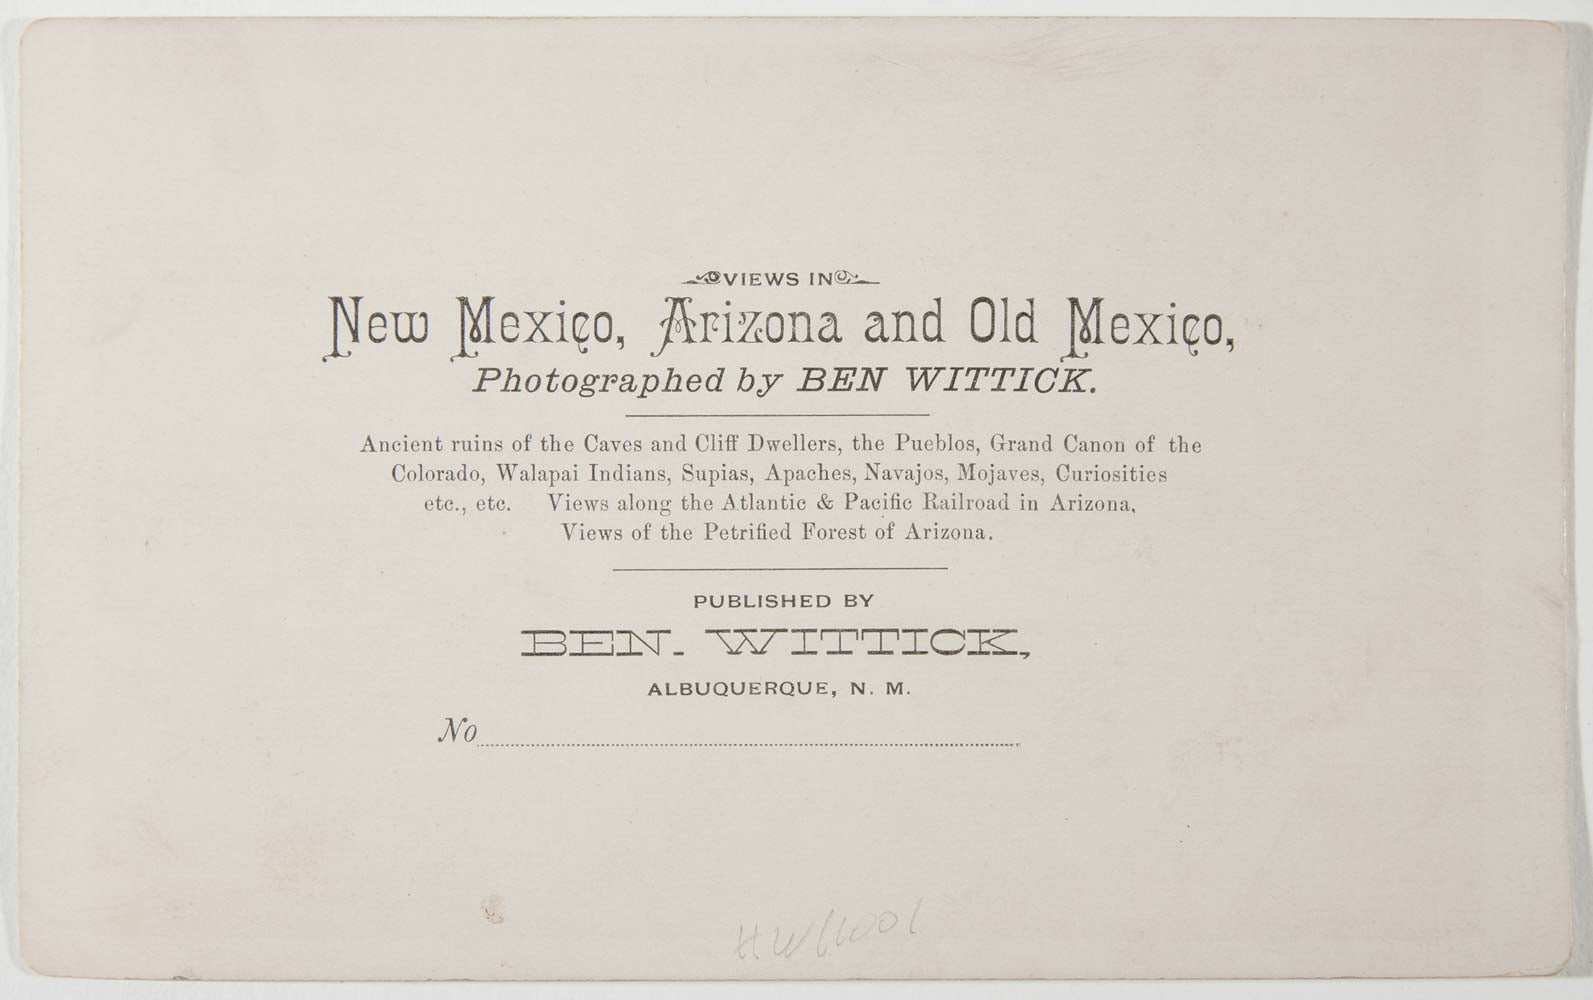 VIEWS IN
New Mexico, Arizona and Old Mexico,
Photographed by BEN WITTICK.
Ancient ruins of the Caves and Cliff Dwellers, the Pueblos, Grand Canon of the
Colorado, Walapai Indians, Supias, Apaches, Navajos, Mojaves, Curiosities
etc., etc. Views along the Atlantic & Pacific Railroad in Arizona,
Views of the Petrified Forest of Arizona.
PUBLISHED BY
BEN. WITTICK,
ALBUQUERQUE, N. M.
No